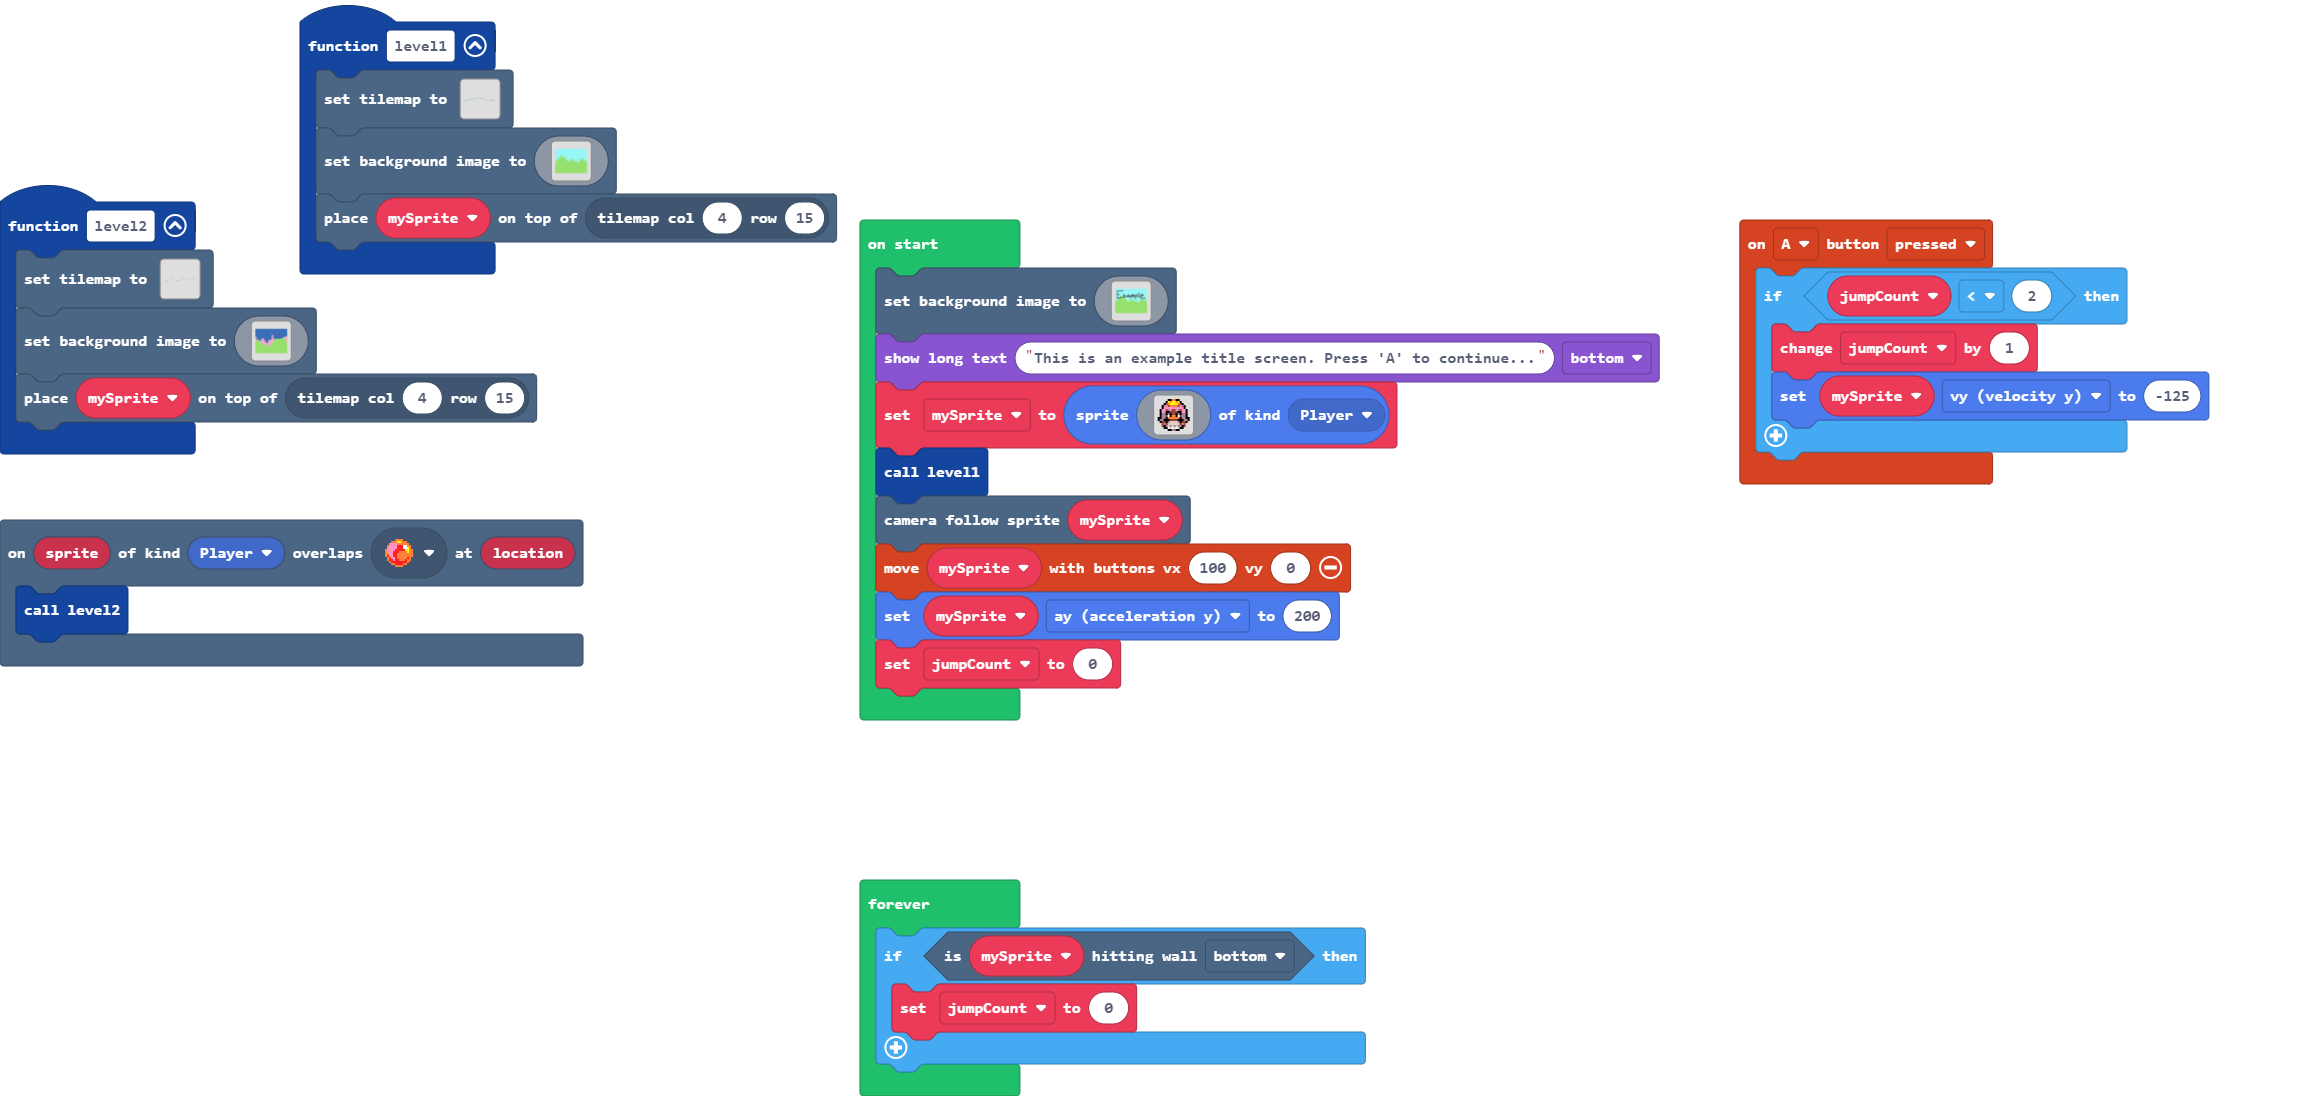 function level1
set tilemap to
set background image to
place mySprite on top of tilemap col 4 row 15
function level2
set tilemap to
set background image to
place mySprite on top of tilemap col 4 row 15
on sprite of kind Player overlaps at location
call level2
on start
set background image to Example
show long text "This is an example title screen. Press 'A' to continue..." bottom
set mySprite to sprite of kind Player
call level1
camera follow sprite mySprite
move mySprite with buttons vx 100 vy 0
set mySprite ay (acceleration y) to 200
set jumpCount to 0
forever
if is mySprite hitting wall bottom then
set jumpCount to 0
on A button pressed
if jumpCount < 2 then
change jumpCount by 1
set mySprite vy (velocity y) to -125